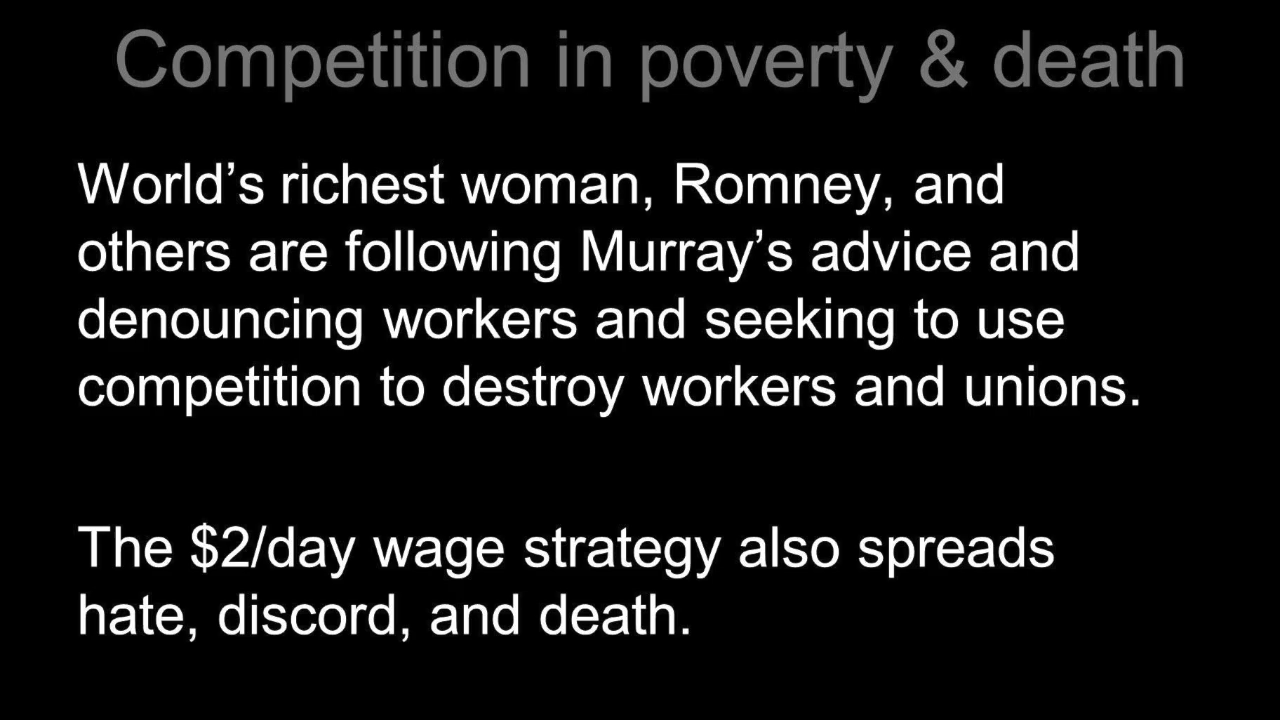 Competition in poverty & death
World’s richest woman, Romney, and
others are following Murray’s advice and
denouncing workers and seeking to use
competition to destroy workers and unions.
The $2/day wage strategy also spreads
hate, discord, and death.